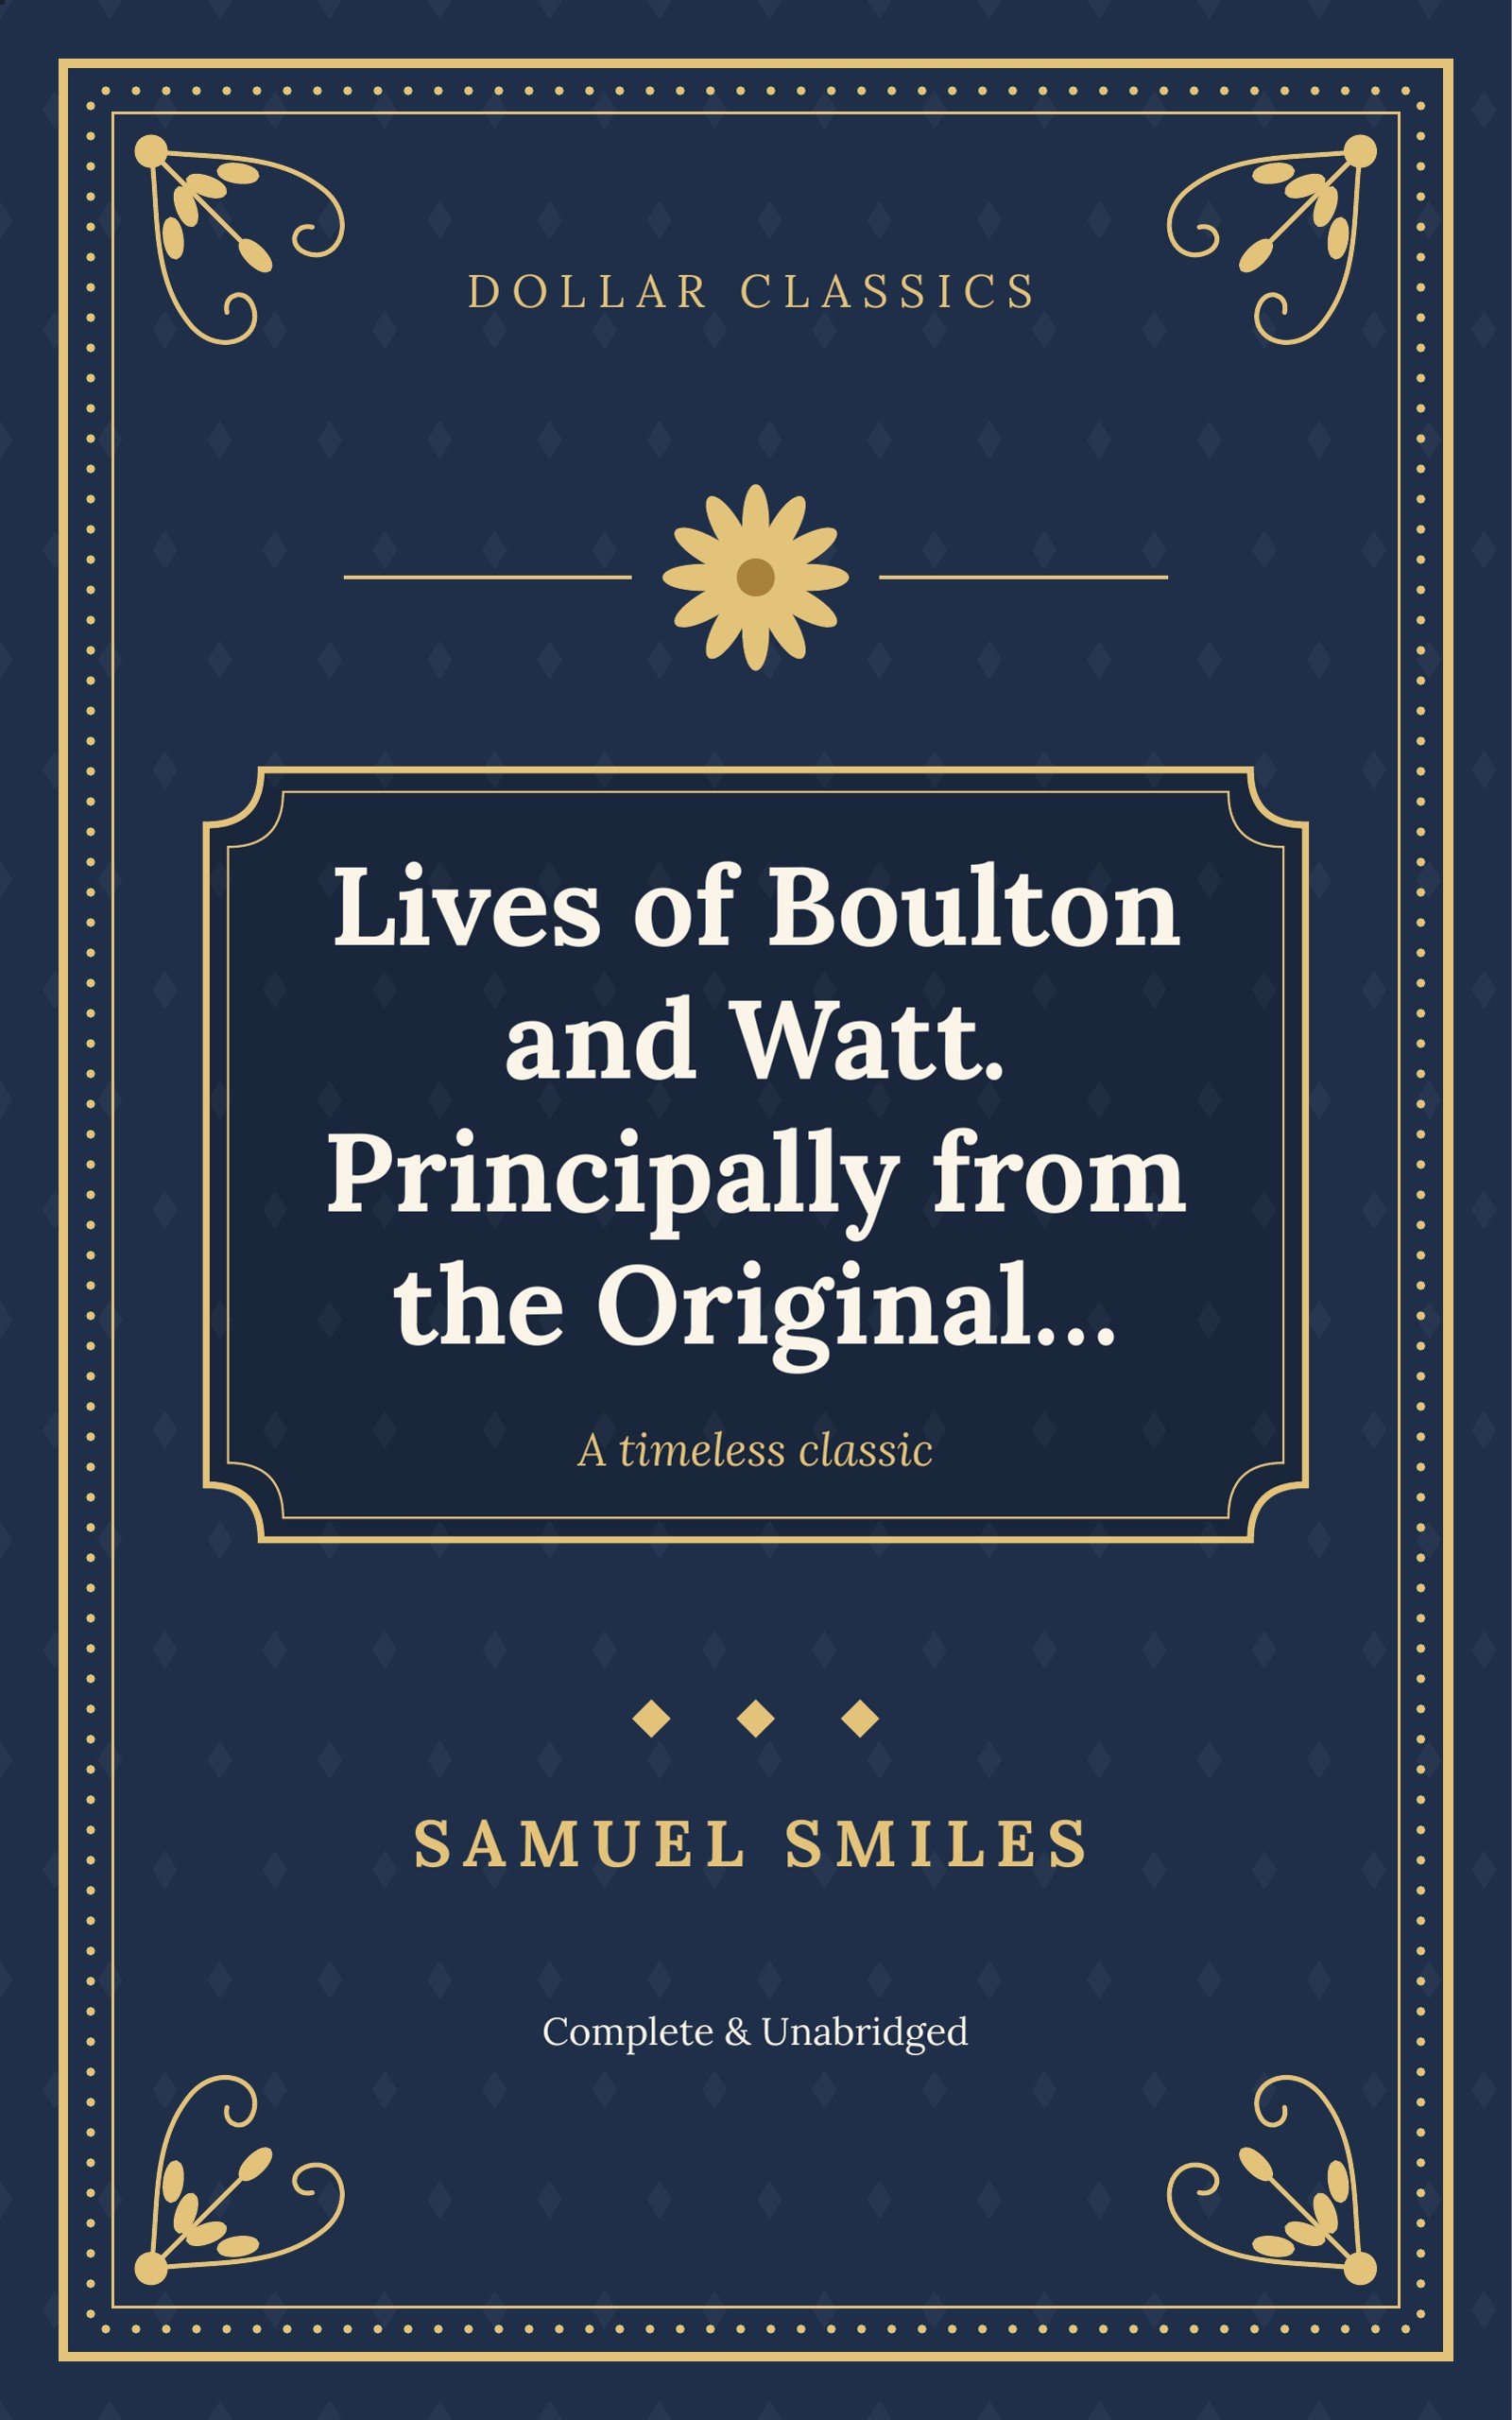 DOLLAR CLASSICS
Lives of Boulton
and Watt.
Principally from
the Original...
A timeless classic
SAMUEL SMILES
Complete & Unabridged